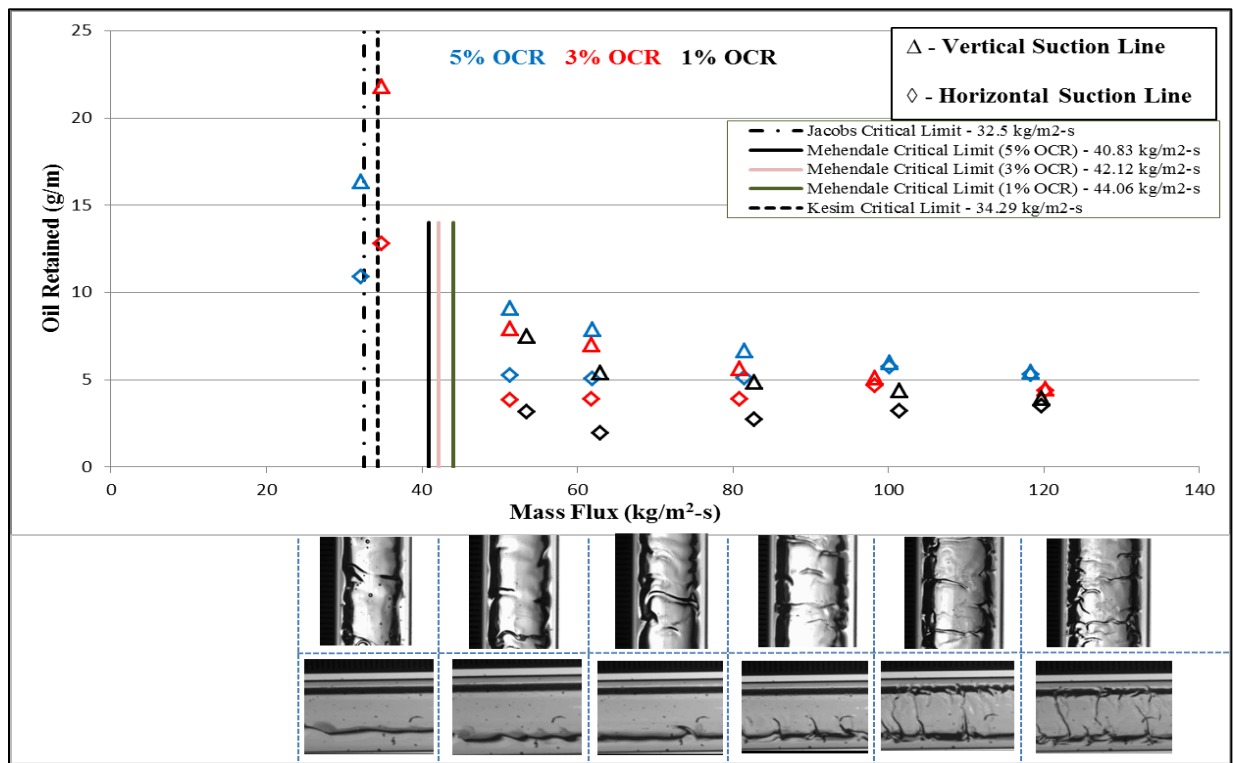 5% OCR 3% OCR 1% OCR
Δ - Vertical Suction Line
◊ - Horizontal Suction Line
Jacobs Critical Limit - 32.5 kg/m2-s
Mehendale Critical Limit (5% OCR) - 40.83 kg/m2-s
Mehendale Critical Limit (3% OCR) - 42.12 kg/m2-s
Mehendale Critical Limit (1% OCR) - 44.06 kg/m2-s
Kesim Critical Limit - 34.29 kg/m2-s
Oil Retained (g/m)
25
20
15
10
5
0
0 20 40 60 80 100 120 140
Mass Flux (kg/m²-s)